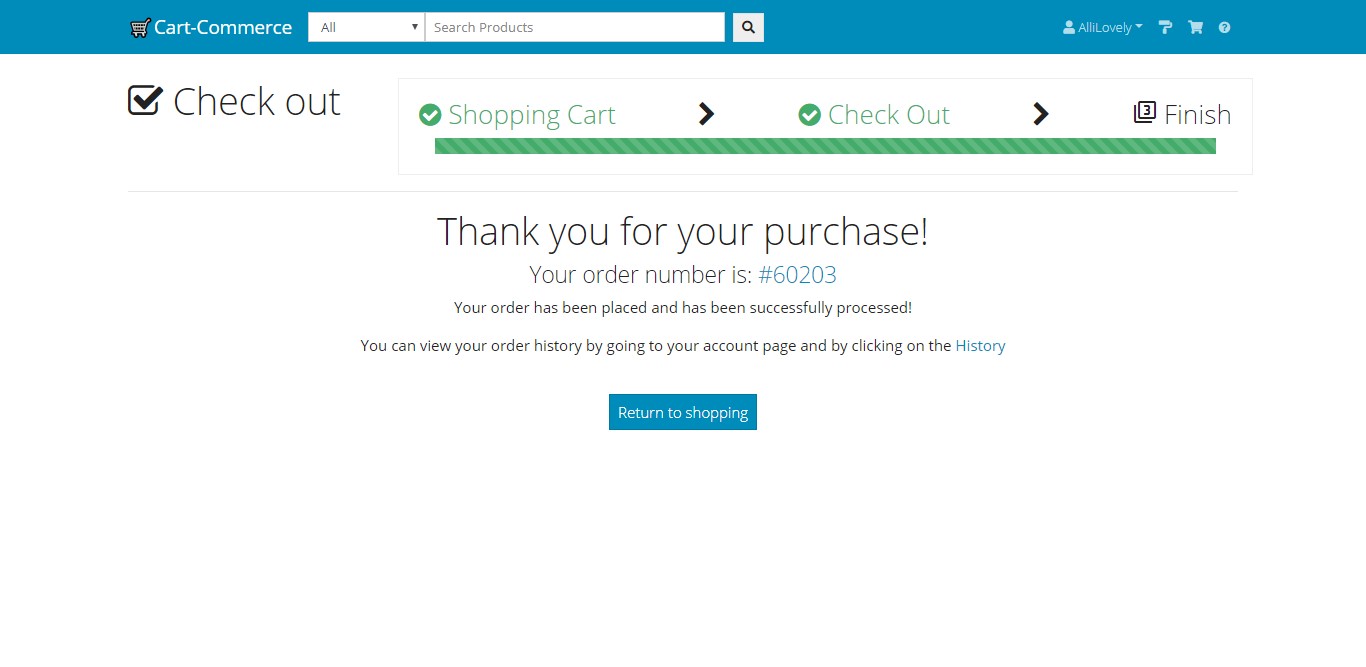 Cart-Commerce All Search Products AlliLovely
Check out
Shopping Cart Check Out 3 Finish
Thank you for your purchase!
Your order number is: #60203
Your order has been placed and has been successfully processed!
You can view your order history by going to your account page and by clicking on the History
Return to shopping